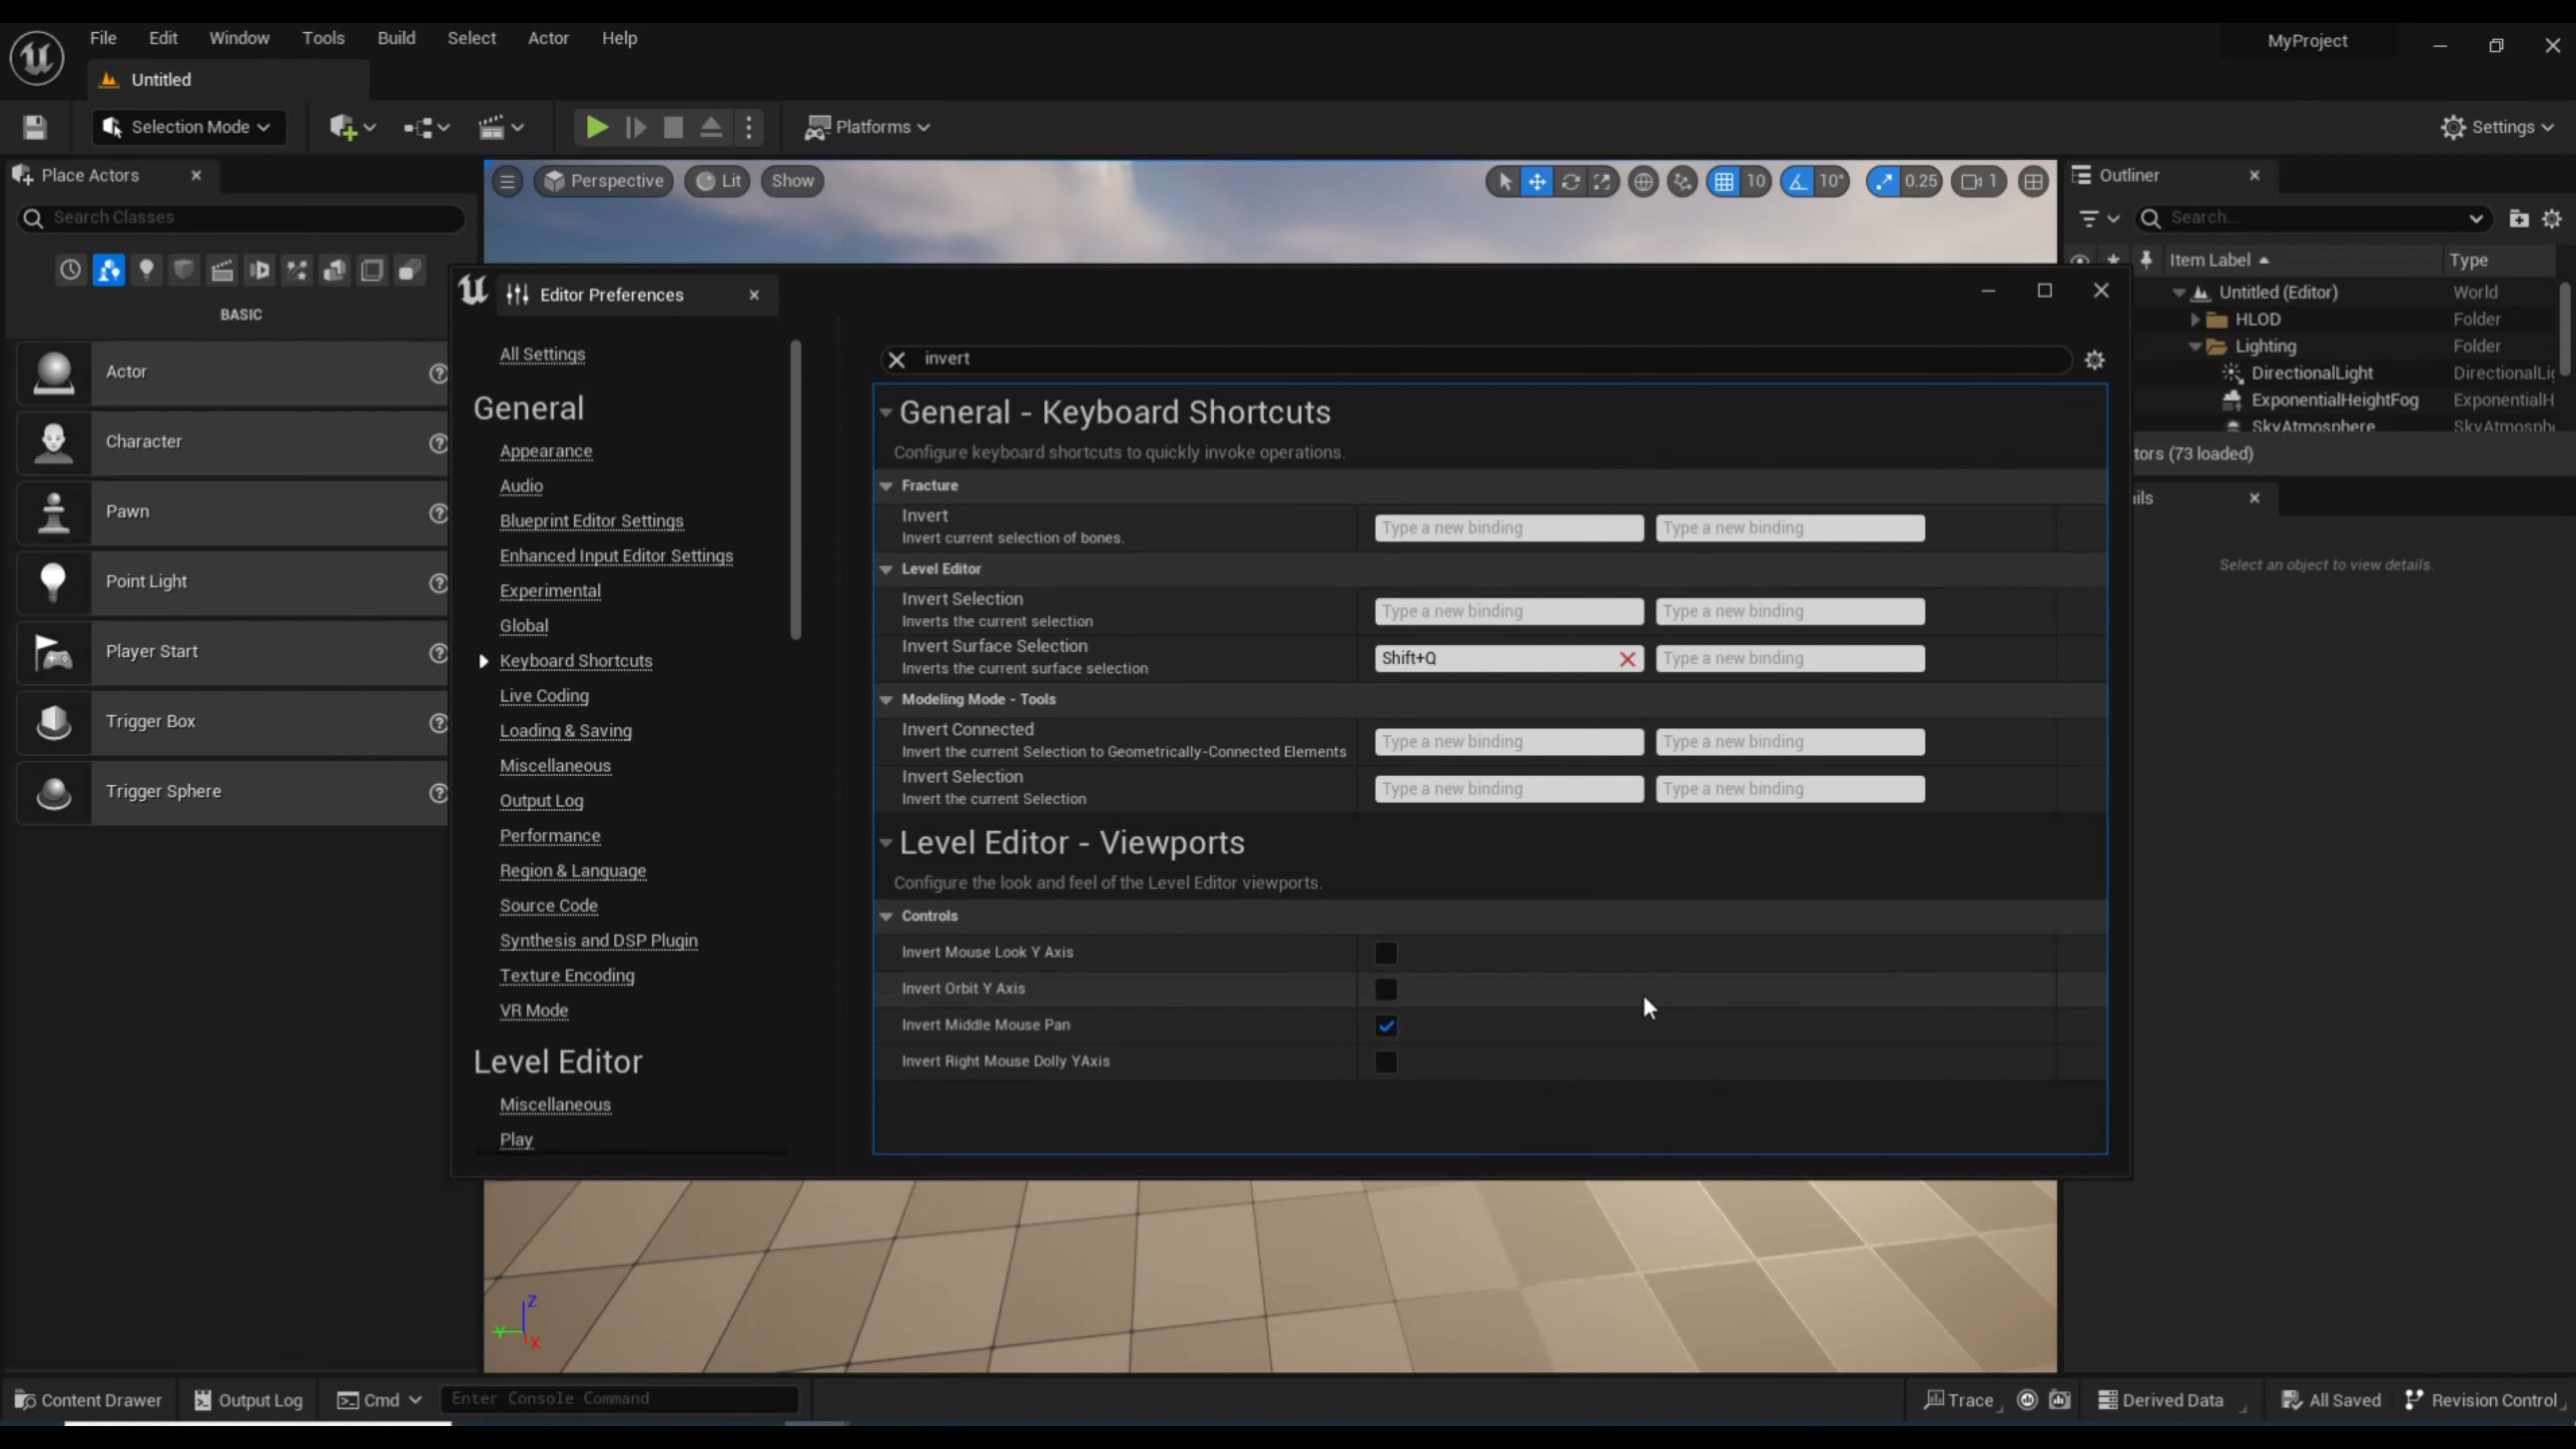 File Edit Window Tools Build Select Actor Help
MyProject
Untitled
Selection Mode
Platforms
Settings
Place Actors
Search Classes
BASIC
Actor
Character
Pawn
Point Light
Player Start
Trigger Box
Trigger Sphere
Perspective Lit Show
10 10° 0.25 1
Outliner
Search...
Item Label Type
Untitled (Editor) World
HLOD Folder
Lighting Folder
DirectionalLight DirectionalLig
ExponentialHeightFog ExponentialH
SkyAtmosphere SkyAtmosph
tors (73 loaded)
ils
Select an object to view details.
Editor Preferences
All Settings
General
Appearance
Audio
Blueprint Editor Settings
Enhanced Input Editor Settings
Experimental
Global
Keyboard Shortcuts
Live Coding
Loading & Saving
Miscellaneous
Output Log
Performance
Region & Language
Source Code
Synthesis and DSP Plugin
Texture Encoding
VR Mode
Level Editor
Miscellaneous
Play
invert
General - Keyboard Shortcuts
Configure keyboard shortcuts to quickly invoke operations.
Fracture
Invert
Invert current selection of bones.
Type a new binding Type a new binding
Level Editor
Invert Selection
Inverts the current selection
Type a new binding Type a new binding
Invert Surface Selection
Inverts the current surface selection
Shift+Q Type a new binding
Modeling Mode - Tools
Invert Connected
Invert the current Selection to Geometrically-Connected Elements
Type a new binding Type a new binding
Invert Selection
Invert the current Selection
Type a new binding Type a new binding
Level Editor - Viewports
Configure the look and feel of the Level Editor viewports.
Controls
Invert Mouse Look Y Axis
Invert Orbit Y Axis
Invert Middle Mouse Pan
Invert Right Mouse Dolly YAxis
Z
Y
X
Content Drawer Output Log Cmd Enter Console Command
Trace Derived Data All Saved Revision Control